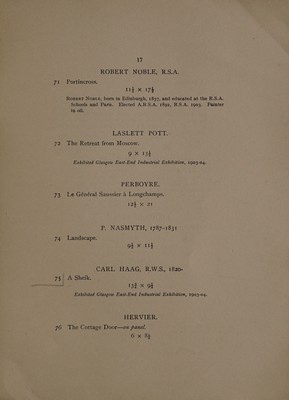 17
ROBERT NOBLE, R.S.A.
71 Portincross.
11½ × 17½
ROBERT NOBLE, born in Edinburgh, 1857, and educated at the R.S.A.
Schools and Paris. Elected A.R.S.A. 1892, R.S.A. 1903. Painter
in oil.
LASLETT POTT.
72 The Retreat from Moscow.
9 × 13½
Exhibited Glasgow East-End Industrial Exhibition, 1903-04.
PERBOYRE.
73 Le Général Saussier à Longchamps.
12½ × 21
P. NASMYTH, 1787-1831
74 Landscape.
9½ × 11½
CARL HAAG, R.W.S., 1820-
75 A Sheik.
13½ × 9½
Exhibited Glasgow East-End Industrial Exhibition, 1903-04.
HERVIER.
76 The Cottage Door—on panel.
6 × 8½